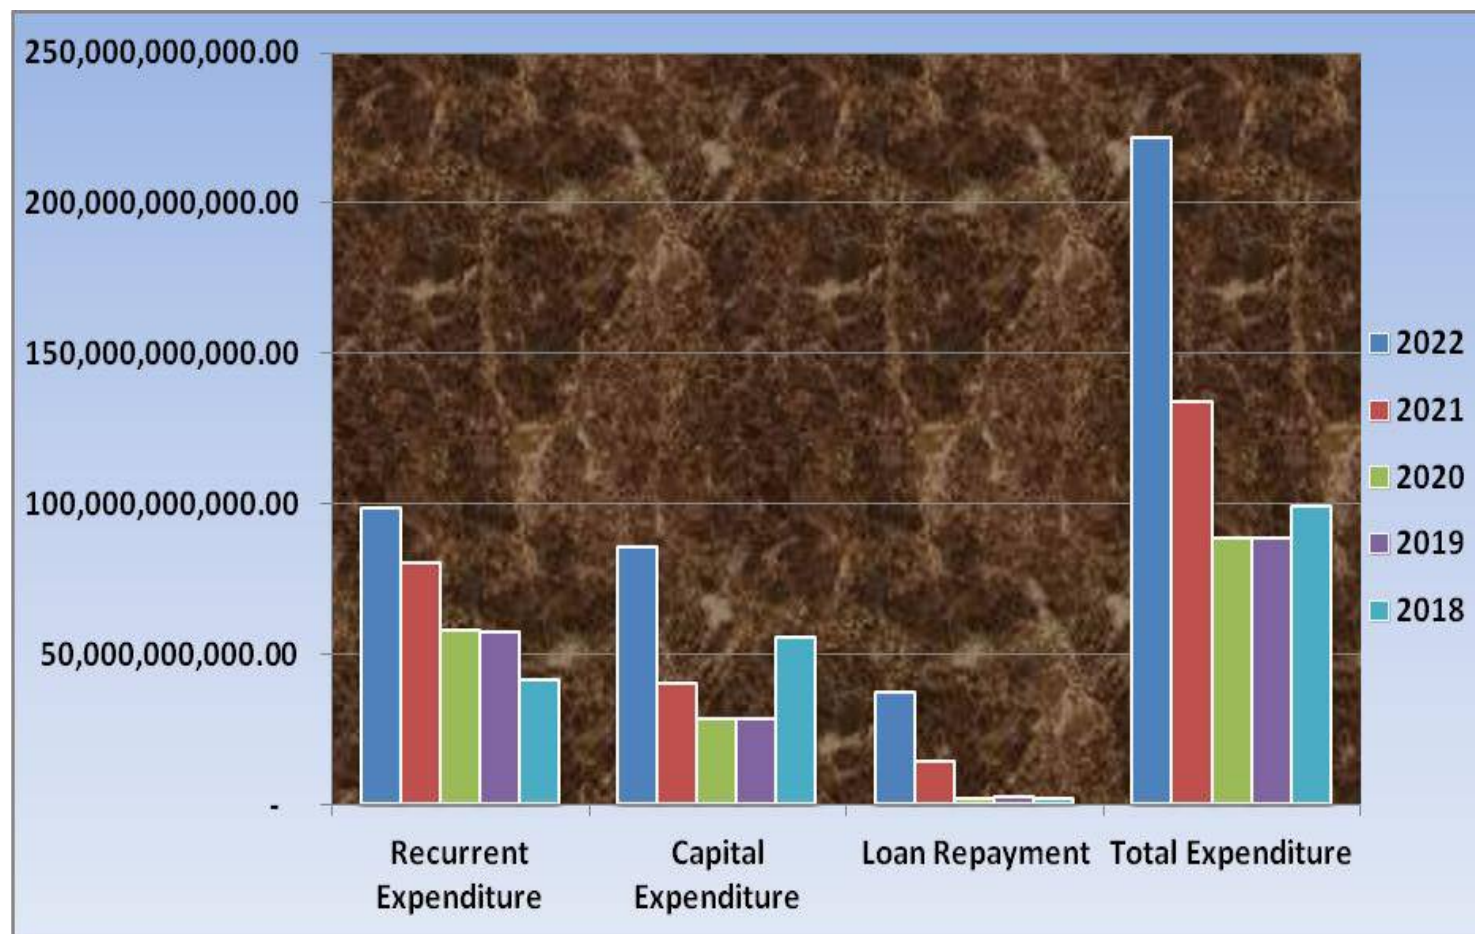 250,000,000,000.00
200,000,000,000.00
150,000,000,000.00
100,000,000,000.00
50,000,000,000.00
-
Recurrent
Expenditure
Capital
Expenditure
Loan Repayment
Total Expenditure
2022
2021
2020
2019
2018